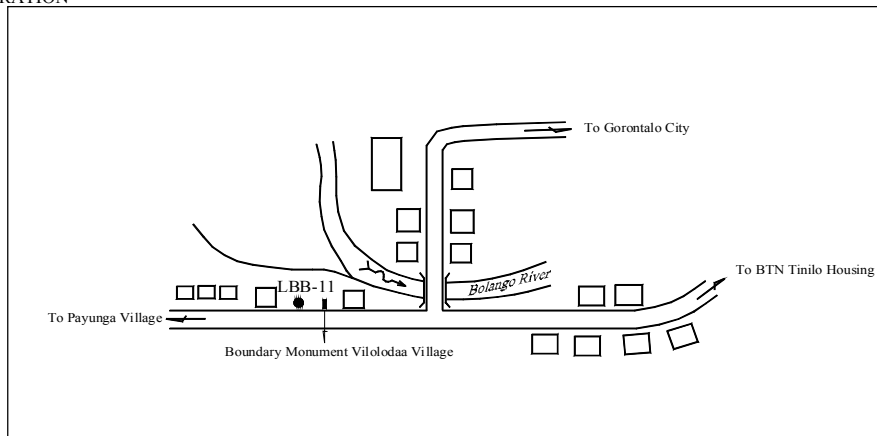 RATION
To Gorontalo City
To BTN Tinilo Housing
Bolango River
LBB-11
To Payunga Village
Boundary Monument Vilolodaa Village